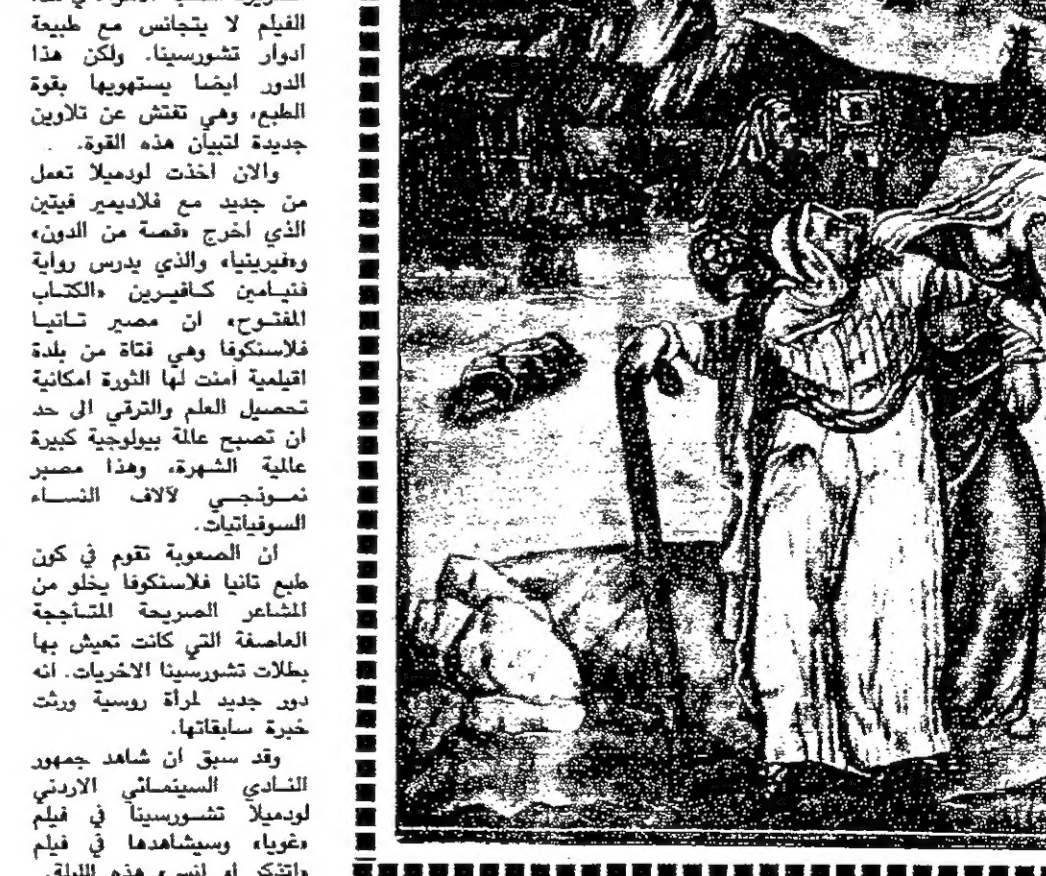 الفيلم لا يتجانس مع طبيعة
ادوار تشورسينا. ولكن هذا
الدور ايضا يستهويها بقوة
الطبع، وهي تفتش عن تلاوين
جديدة لتبيان هذه القوة.
والان اخذت لودميلا تعمل
من جديد مع فلاديمير فيتين
الذي اخرج «قصة من الدون»
و«فيرينيا» والذي يدرس رواية
فنيامين كافيرين «الكتاب
المفتوح» ان مصير تانيا
فلاسنكوفا وهي فتاة من بلدة
اقيلمية امنت لها الثورة امكانية
تحصيل العلم والترقي الى حد
ان تصبح عالمة بيولوجية كبيرة
عالمية الشهرة، وهذا مصير
نموذجي لآلاف النساء
السوفياتيات.
ان الصعوبة تقوم في كون
طبع تانيا فلاسنكوفا يخلو من
المشاعر الصريحة المتأججة
العاصفة التي كانت تعيش بها
بطلات تشورسينا الاخريات. انه
دور جديد لمرأة روسية ورثت
خبرة سابقاتها.
وقد سبق ان شاهد جمهور
النادي السينمائي الاردني
لودميلا تشورسينا في فيلم
«غويا» وسيشاهدها في فيلم
هذه الليلة.